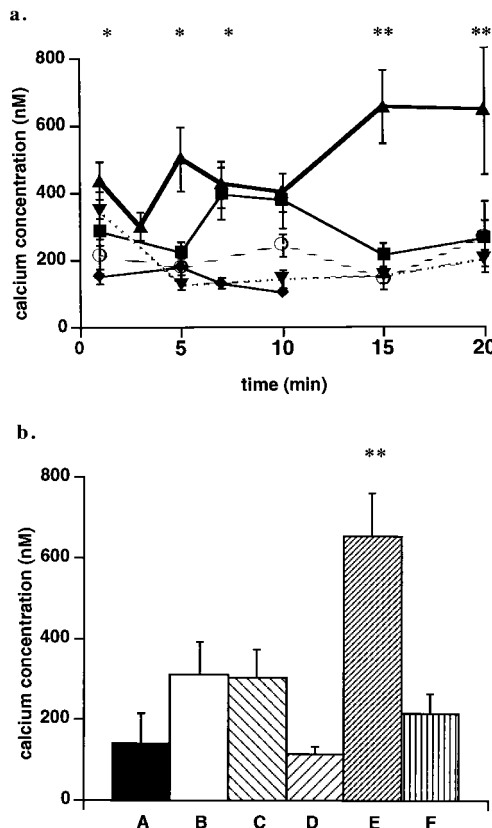 a.
* * * ** **
800
600
400
200
0
calcium concentration (nM)
0 5 10 15 20
time (min)
b.
**
800
600
400
200
0
calcium concentration (nM)
A B C D E F